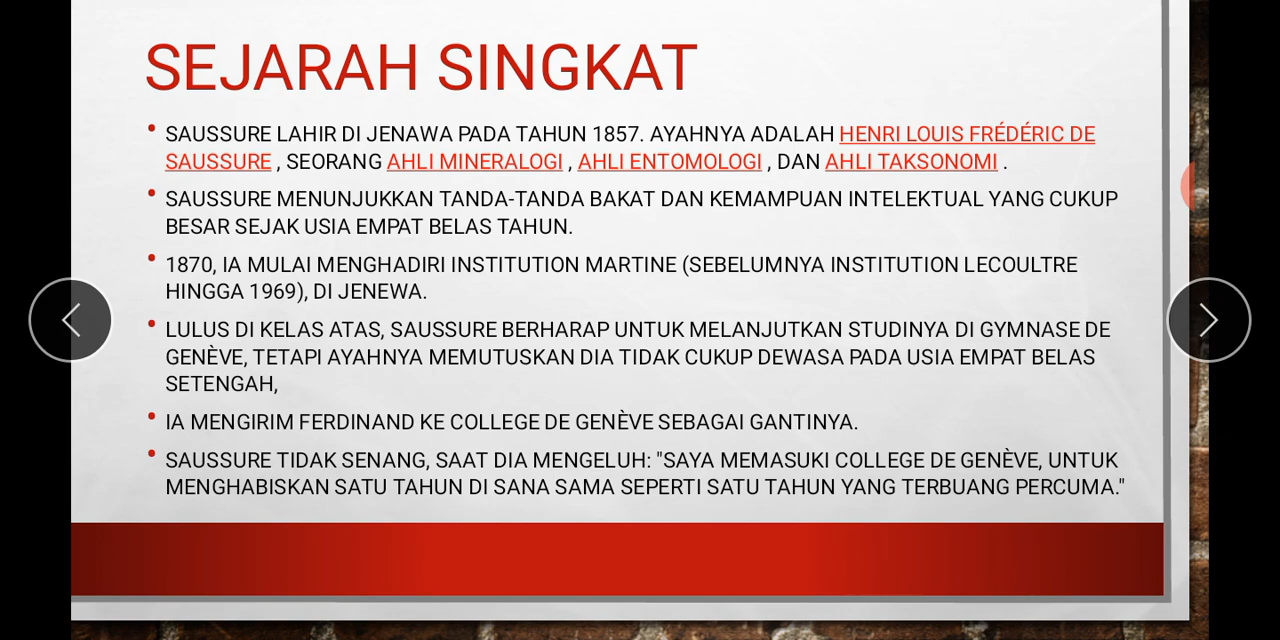 SEJARAH SINGKAT
• SAUSSURE LAHIR DI JENAWA PADA TAHUN 1857. AYAHNYA ADALAH HENRI LOUIS FRÉDÉRIC DE
SAUSSURE , SEORANG AHLI MINERALOGI , AHLI ENTOMOLOGI , DAN AHLI TAKSONOMI .
• SAUSSURE MENUNJUKKAN TANDA-TANDA BAKAT DAN KEMAMPUAN INTELEKTUAL YANG CUKUP
BESAR SEJAK USIA EMPAT BELAS TAHUN.
• 1870, IA MULAI MENGHADIRI INSTITUTION MARTINE (SEBELUMNYA INSTITUTION LECOULTRE
HINGGA 1969), DI JENEWA.
• LULUS DI KELAS ATAS, SAUSSURE BERHARAP UNTUK MELANJUTKAN STUDINYA DI GYMNASE DE
GENÈVE, TETAPI AYAHNYA MEMUTUSKAN DIA TIDAK CUKUP DEWASA PADA USIA EMPAT BELAS
SETENGAH,
• IA MENGIRIM FERDINAND KE COLLEGE DE GENÈVE SEBAGAI GANTINYA.
• SAUSSURE TIDAK SENANG, SAAT DIA MENGELUH: "SAYA MEMASUKI COLLEGE DE GENÈVE, UNTUK
MENGHABISKAN SATU TAHUN DI SANA SAMA SEPERTI SATU TAHUN YANG TERBUANG PERCUMA."